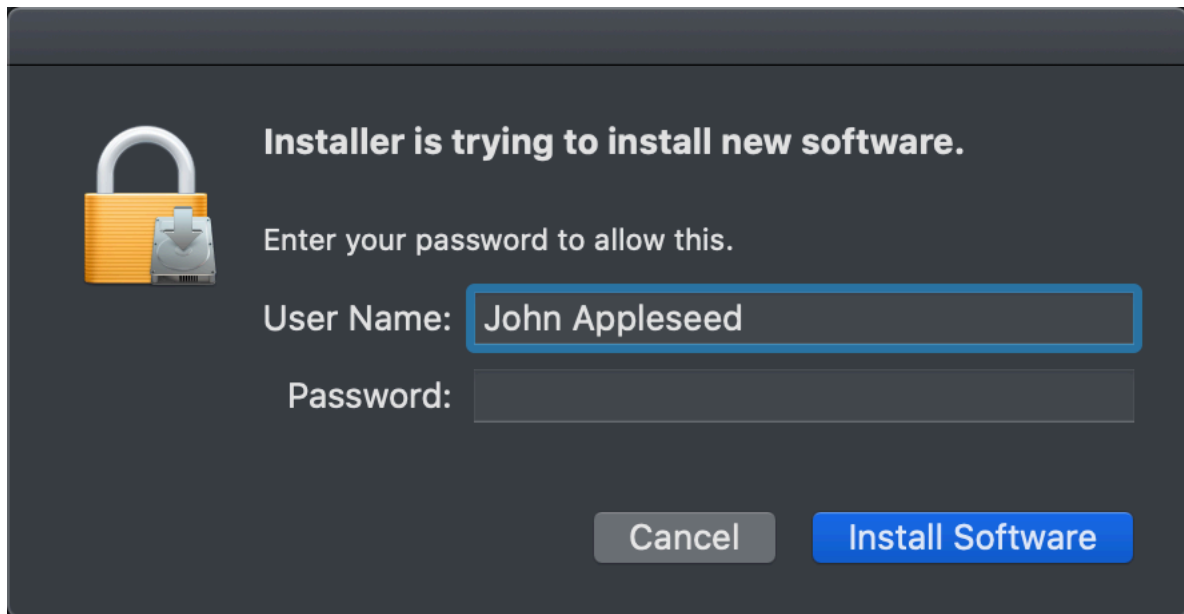 Installer is trying to install new software.
Enter your password to allow this.
User Name: John Appleseed
Password:
Cancel Install Software